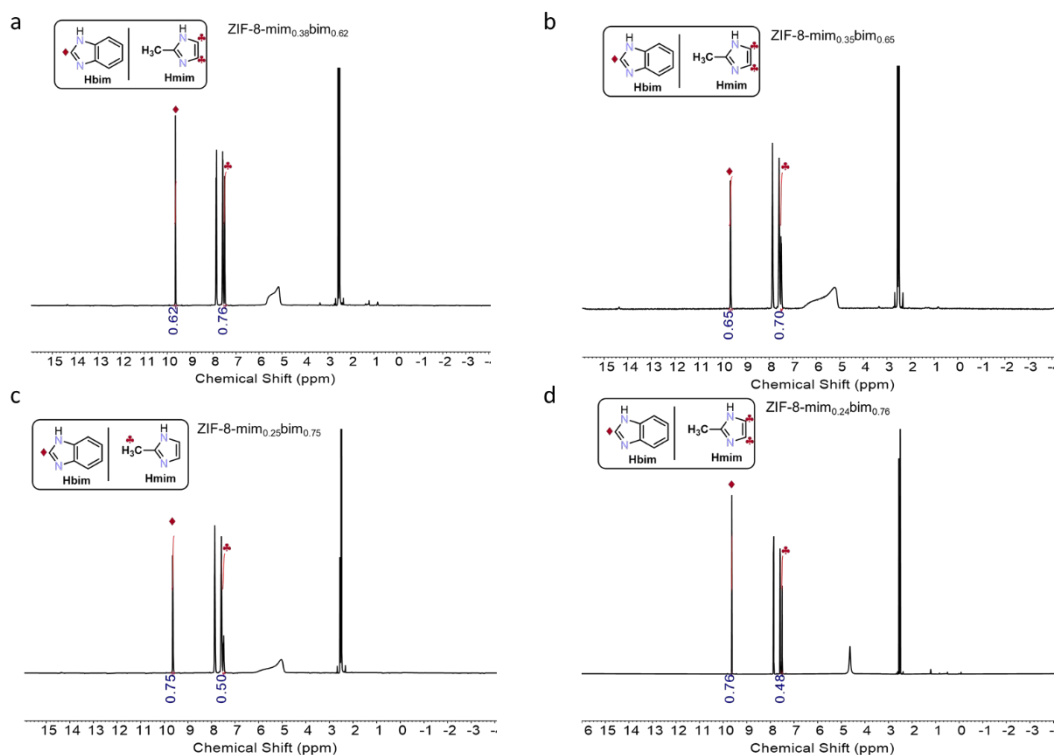 a
ZIF-8-mim0.38bim0.62
H
N
N
Hbim
H
N
H3C
N
Hmim
♦
♣
0.62
0.76
15 14 13 12 11 10 9 8 7 6 5 4 3 2 1 0 -1 -2 -3 -4
Chemical Shift (ppm)
b
ZIF-8-mim0.35bim0.65
H
N
N
Hbim
H
N
H3C
N
Hmim
♦
♣
0.65
0.70
15 14 13 12 11 10 9 8 7 6 5 4 3 2 1 0 -1 -2 -3 -4
Chemical Shift (ppm)
c
ZIF-8-mim0.25bim0.75
H
N
N
Hbim
H
N
H3C
N
Hmim
♦
♣
0.75
0.50
15 14 13 12 11 10 9 8 7 6 5 4 3 2 1 0 -1 -2 -3 -4
Chemical Shift (ppm)
d
ZIF-8-mim0.24bim0.76
H
N
N
Hbim
H
N
H3C
N
Hmim
♦
♣
0.76
0.48
6 15 14 13 12 11 10 9 8 7 6 5 4 3 2 1 0 -1 -2 -3 -4
Chemical Shift (ppm)